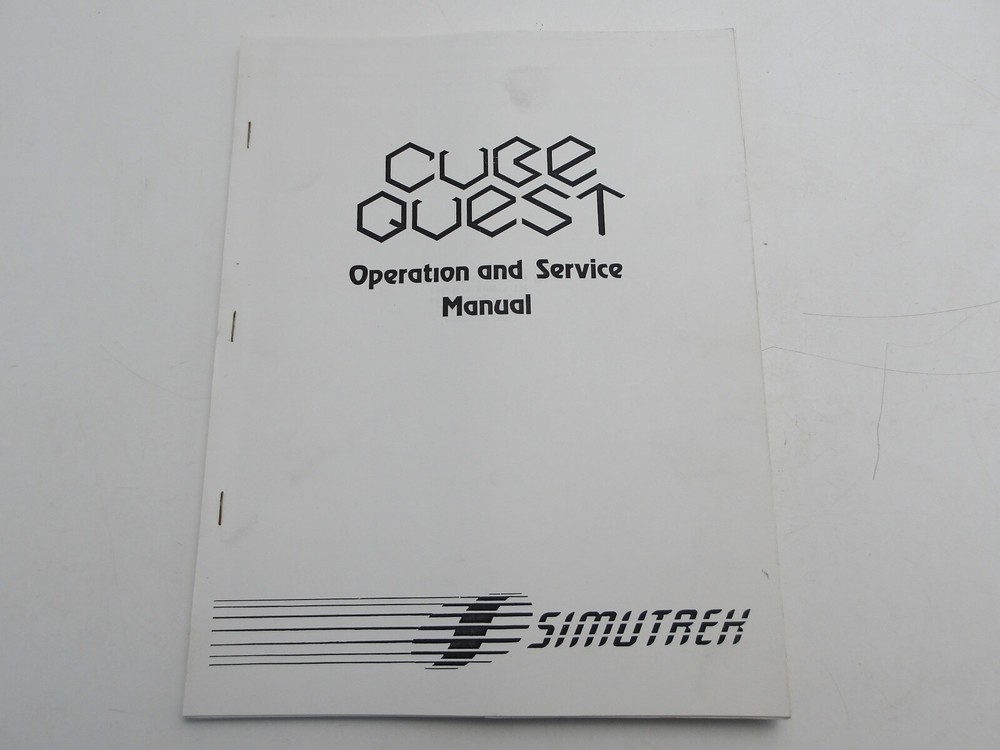 CUBE
QUEST
Operation and Service
Manual
SIMUTREK